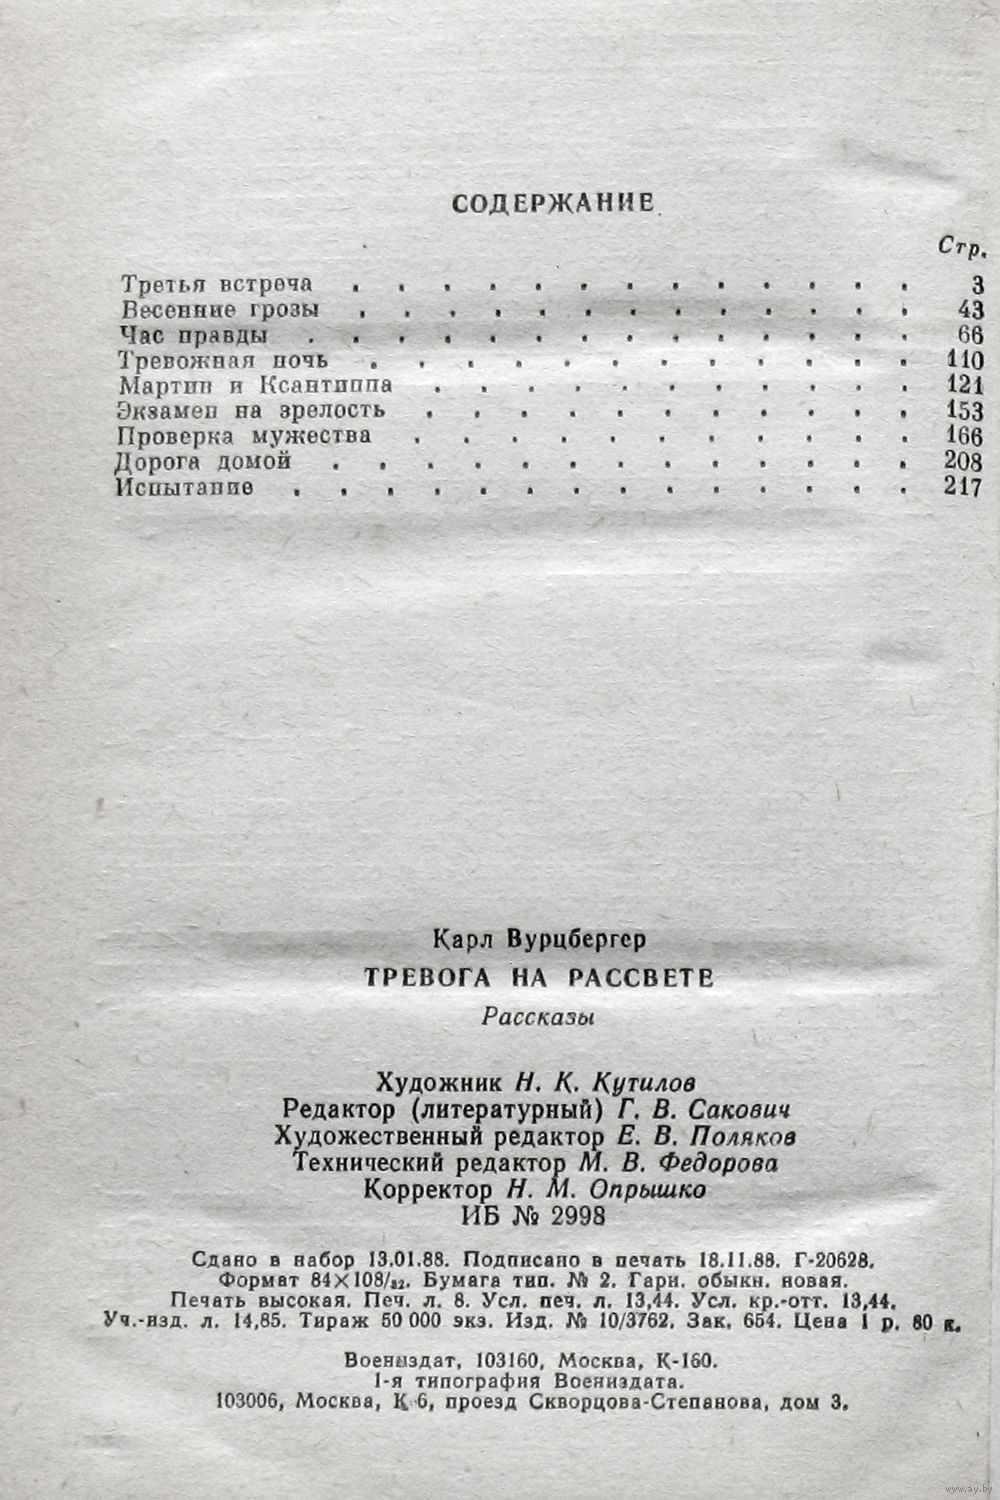 СОДЕРЖАНИЕ
Стр.
Третья встреча . . . . . . . . . . . . . 3
Весенние грозы . . . . . . . . . . . . . 43
Час правды . . . . . . . . . . . . . . 66
Тревожная ночь . . . . . . . . . . . . 110
Мартин и Ксантиппа . . . . . . . . . . . 121
Экзамен на зрелость . . . . . . . . . . . 153
Проверка мужества . . . . . . . . . . . 166
Дорога домой . . . . . . . . . . . . . 208
Испытание . . . . . . . . . . . . . . 217
Карл Вурцбергер
ТРЕВОГА НА РАССВЕТЕ
Рассказы
Художник Н. К. Кутилов
Редактор (литературный) Г. В. Сакович
Художественный редактор Е. В. Поляков
Технический редактор М. В. Федорова
Корректор Н. М. Опрышко
ИБ № 2998
Сдано в набор 13.01.88. Подписано в печать 18.11.88. Г-20628.
Формат 84×108/32. Бумага тип. № 2. Гарн. обыкн. новая.
Печать высокая. Печ. л. 8. Усл. печ. л. 13,44. Усл. кр.-отт. 13,44.
Уч.-изд. л. 14,85. Тираж 50 000 экз. Изд. № 10/3762. Зак. 654. Цена 1 р. 80 к.
Воениздат, 103160, Москва, К-160.
1-я типография Воениздата.
103006, Москва, К-6, проезд Скворцова-Степанова, дом 3.
www.ay.by